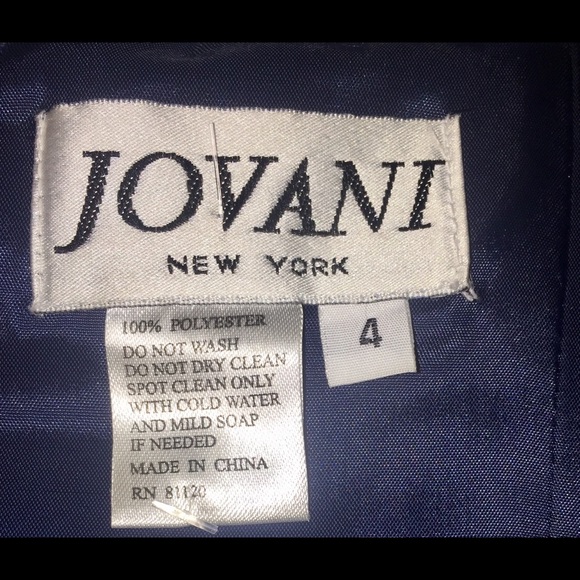 JOVANI
NEW YORK
4
100% POLYESTER
DO NOT WASH
DO NOT DRY CLEAN
SPOT CLEAN ONLY
WITH COLD WATER
AND MILD SOAP
IF NEEDED
MADE IN CHINA
RN 81120